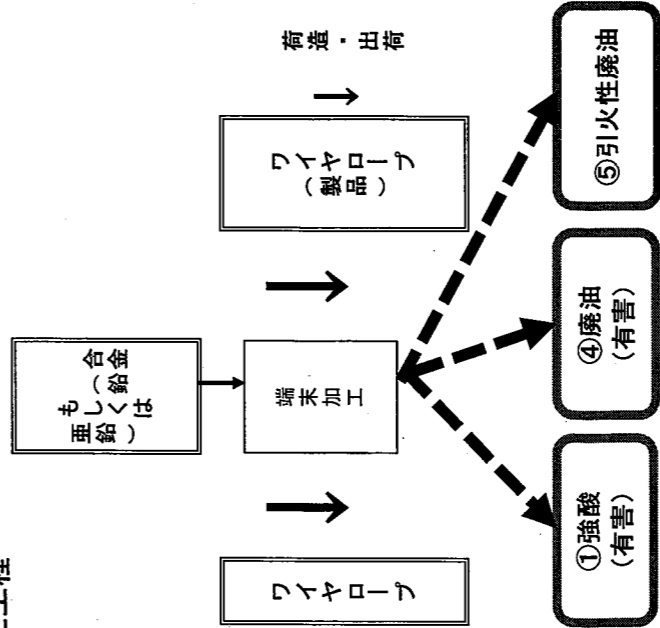 工程
ワイヤロープ
合金
（鉛
もしくは
亜鉛）
端末加工
ワイヤロープ
（製品）
荷造・出荷
①強酸
(有害)
④廃油
(有害)
⑤引火性廃油